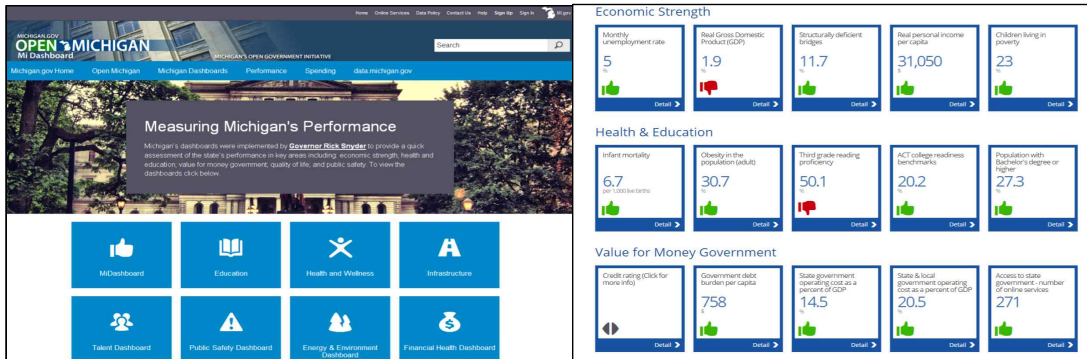 Home Online Services Data Policy Contact Us Help Sign Up Sign In Mi.gov
MICHIGAN.GOV
OPEN MICHIGAN
Mi Dashboard
MICHIGAN'S OPEN GOVERNMENT INITIATIVE
Search
Michigan.gov Home Open Michigan Michigan Dashboards Performance Spending data.michigan.gov
Measuring Michigan's Performance
Michigan's dashboards were implemented by Governor Rick Snyder to provide a quick
assessment of the state's performance in key areas including: economic strength, health and
education, value for money government, quality of life, and public safety. To view the
dashboards click below.
MiDashboard
Education
Health and Wellness
Infrastructure
Talent Dashboard
Public Safety Dashboard
Energy & Environment
Dashboard
Financial Health Dashboard
Economic Strength
Monthly
unemployment rate
5
%
Detail
Real Gross Domestic
Product (GDP)
1.9
%
Detail
Structurally deficient
bridges
11.7
%
Detail
Real personal income
per capita
31,050
$
Detail
Children living in
poverty
23
%
Detail
Health & Education
Infant mortality
6.7
per 1,000 live births
Detail
Obesity in the
population (adult)
30.7
%
Detail
Third grade reading
proficiency
50.1
%
Detail
ACT college readiness
benchmarks
20.2
%
Detail
Population with
Bachelor's degree or
higher
27.3
%
Detail
Value for Money Government
Credit rating (Click for
more info)
Detail
Government debt
burden per capita
758
$
Detail
State government
operating cost as a
percent of GDP
14.5
%
Detail
State & local
government operating
cost as a percent of GDP
20.5
%
Detail
Access to state
government - number
of online services
271
Detail